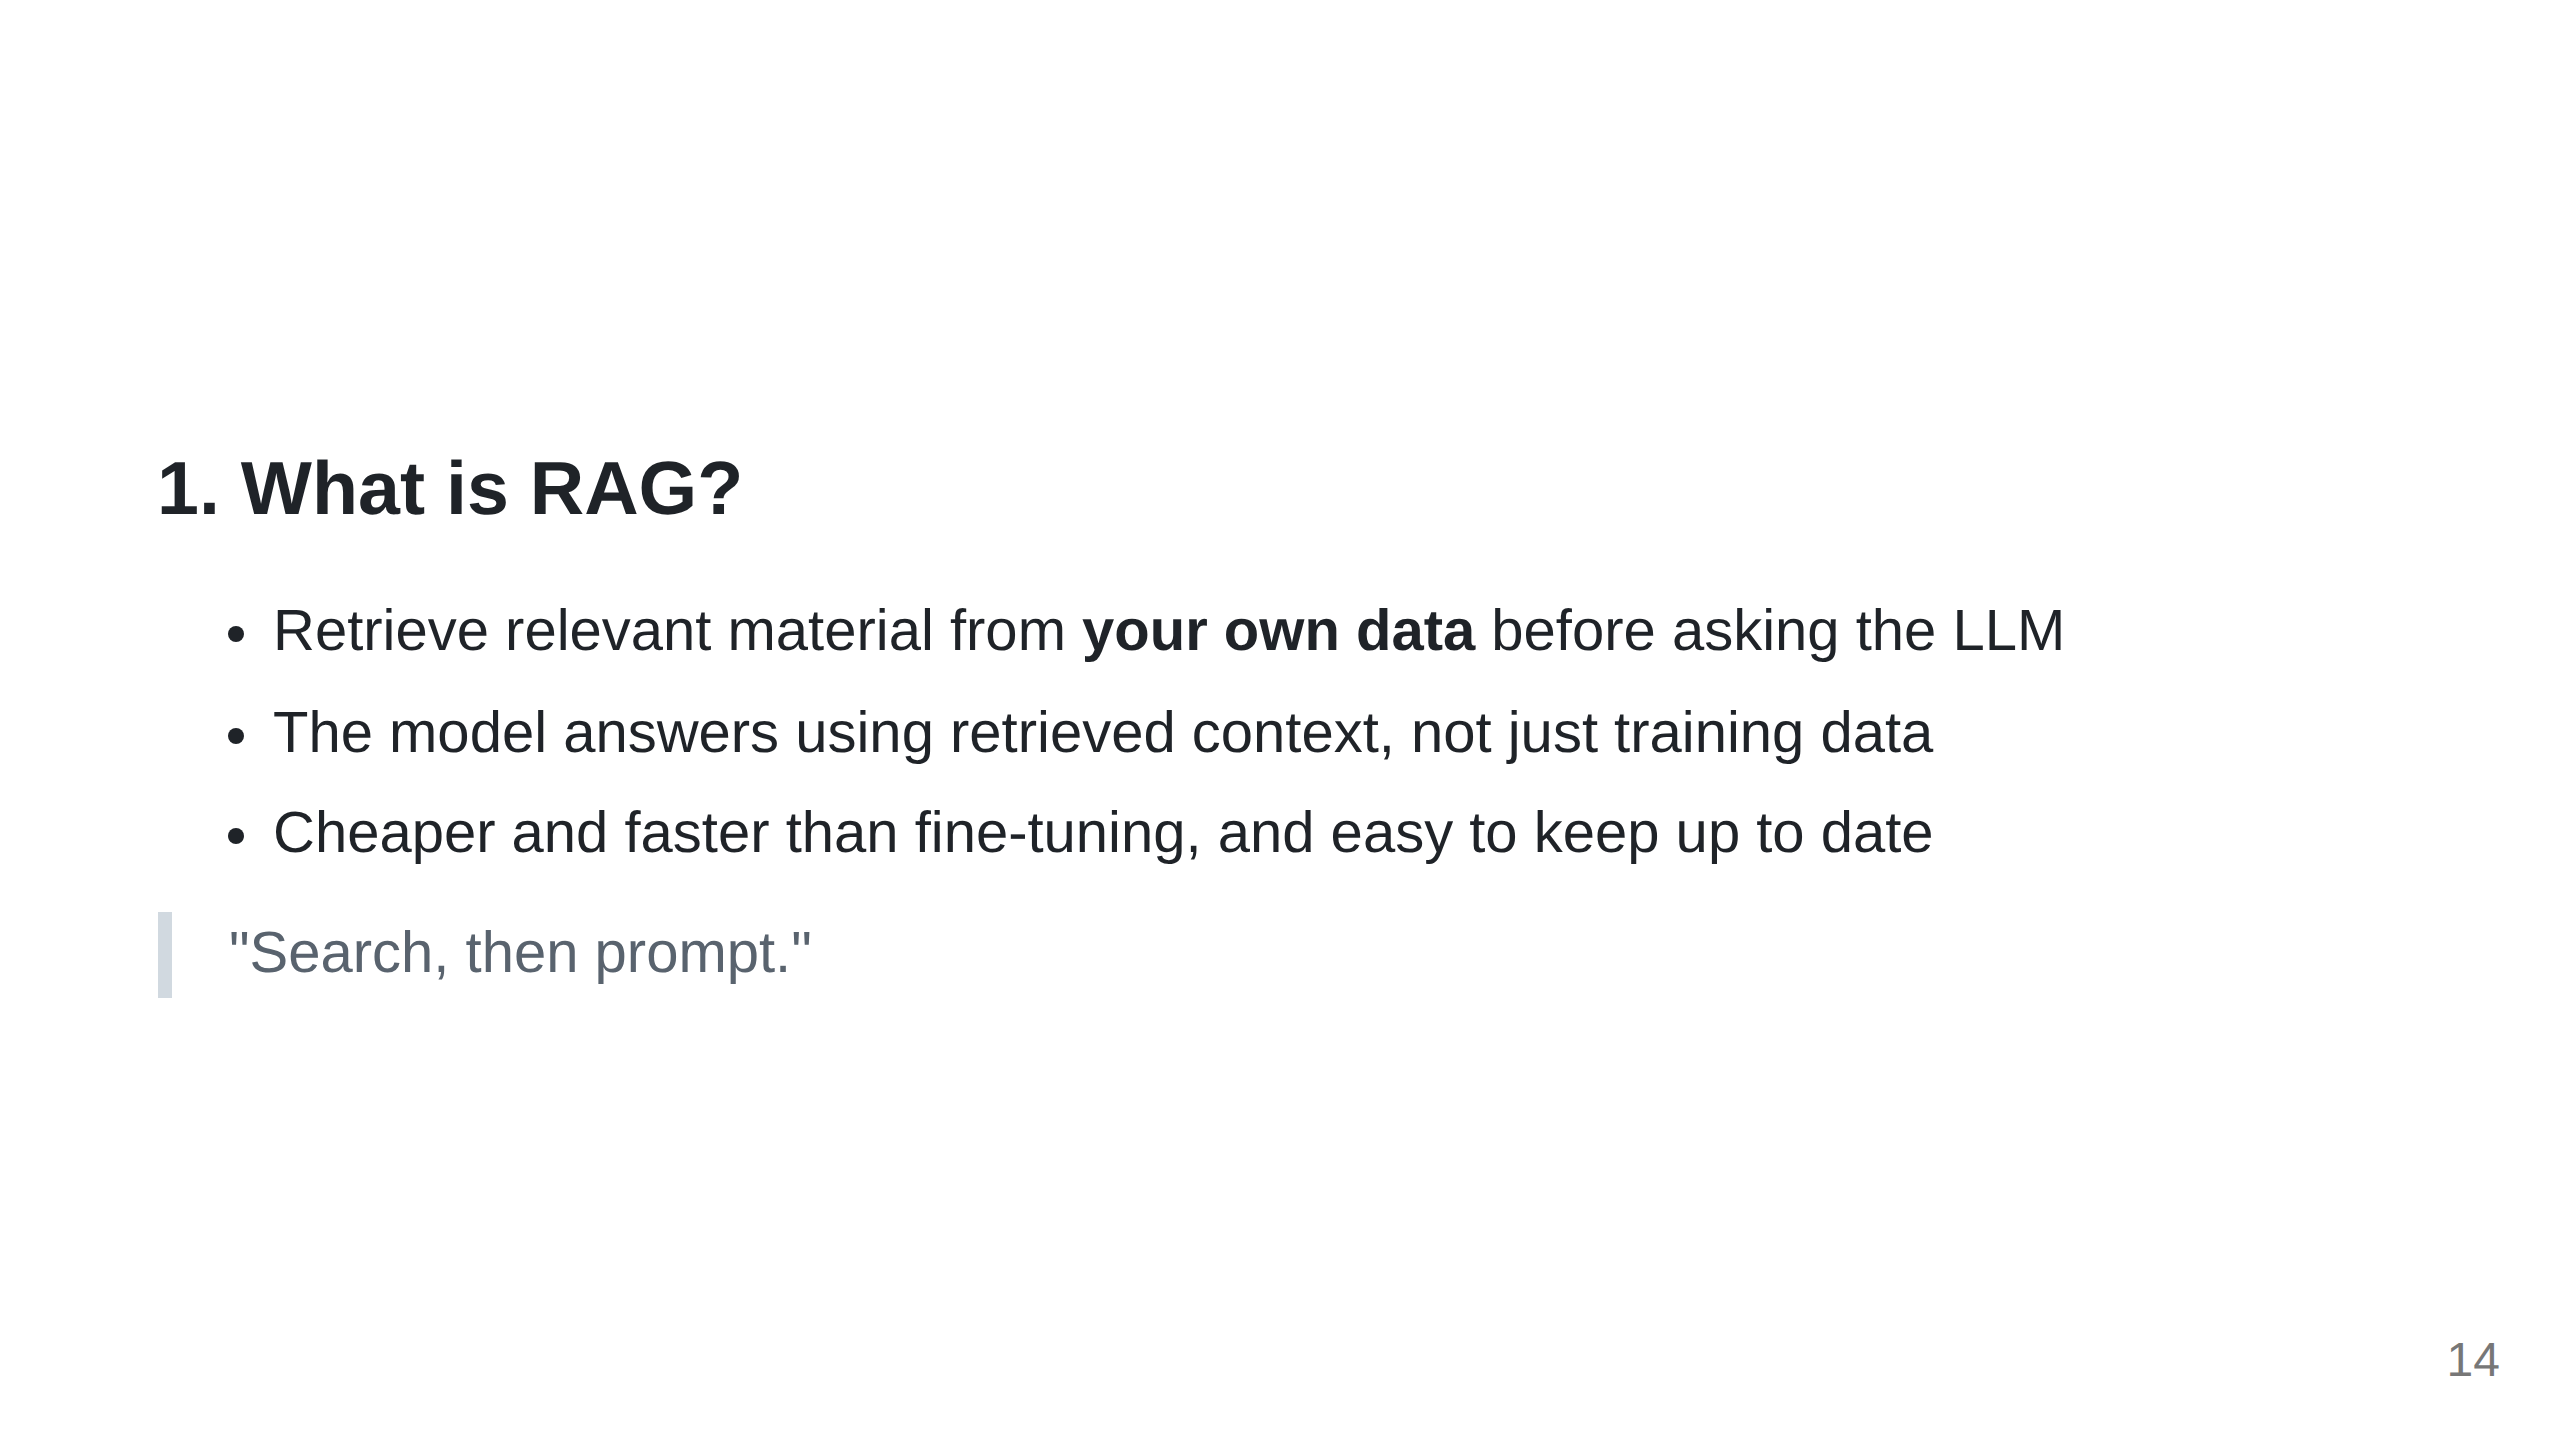 1. What is RAG?
• Retrieve relevant material from your own data before asking the LLM
• The model answers using retrieved context, not just training data
• Cheaper and faster than fine-tuning, and easy to keep up to date
"Search, then prompt."
14